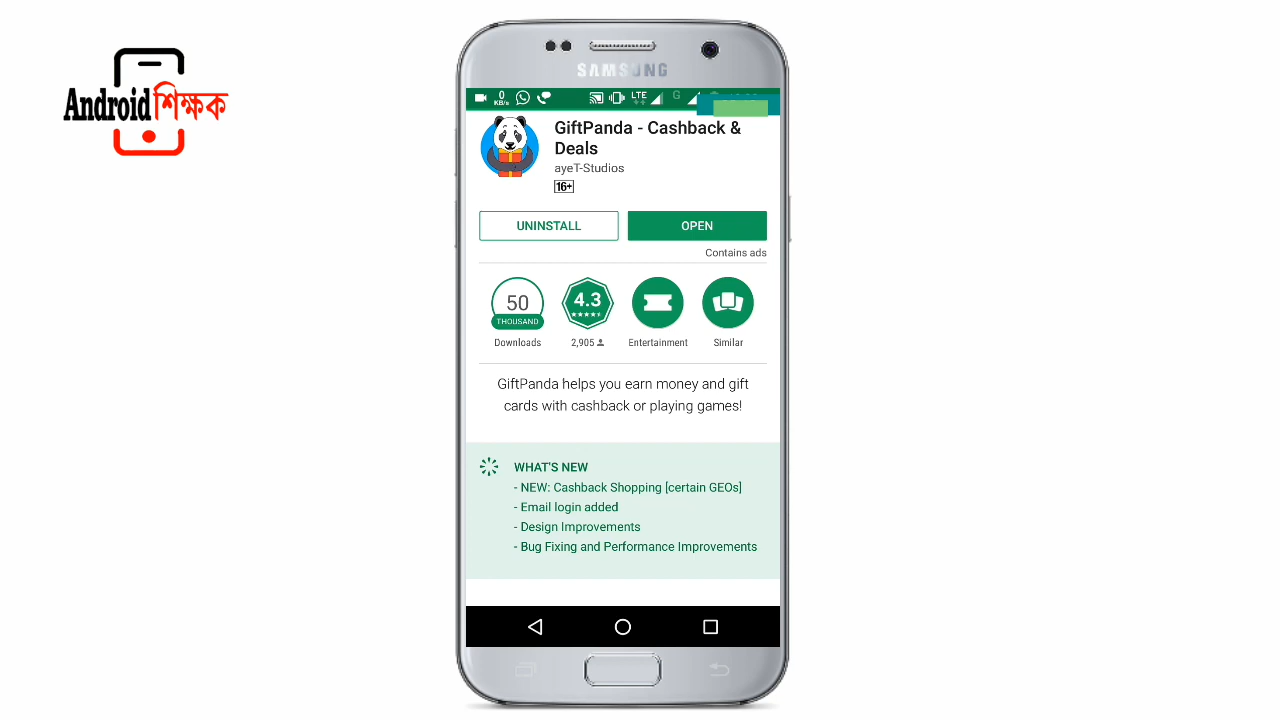 Android শিক্ষক
SAMSUNG
0
KB/s
LTE
G
GiftPanda - Cashback &
Deals
ayeT-Studios
16+
UNINSTALL
OPEN
Contains ads
50
THOUSAND
4.3
Downloads
2,905
Entertainment
Similar
GiftPanda helps you earn money and gift
cards with cashback or playing games!
WHAT'S NEW
- NEW: Cashback Shopping [certain GEOs]
- Email login added
- Design Improvements
- Bug Fixing and Performance Improvements